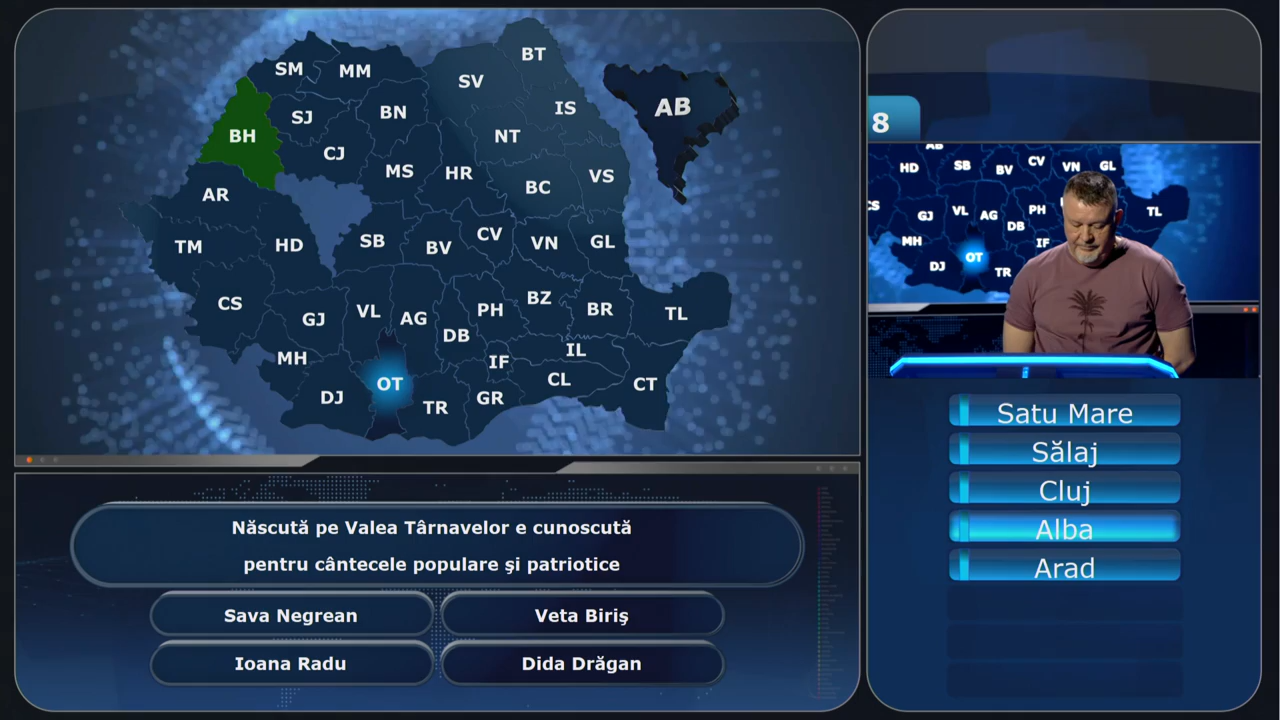 SM
MM
SV
BT
BH
SJ
BN
IS
AB
CJ
NT
MS
HR
BC
VS
AR
TM
HD
SB
BV
CV
VN
GL
CS
GJ
VL
AG
PH
BZ
BR
TL
DB
MH
IF
IL
OT
CL
CT
DJ
TR
GR
Născută pe Valea Târnavelor e cunoscută
pentru cântecele populare şi patriotice
Sava Negrean
Veta Biriş
Ioana Radu
Dida Drăgan
8
AB
HD
SB
BV
CV
VN
GL
CS
GJ
VL
AG
PH
DB
TL
MH
IF
OT
DJ
TR
Satu Mare
Sălaj
Cluj
Alba
Arad